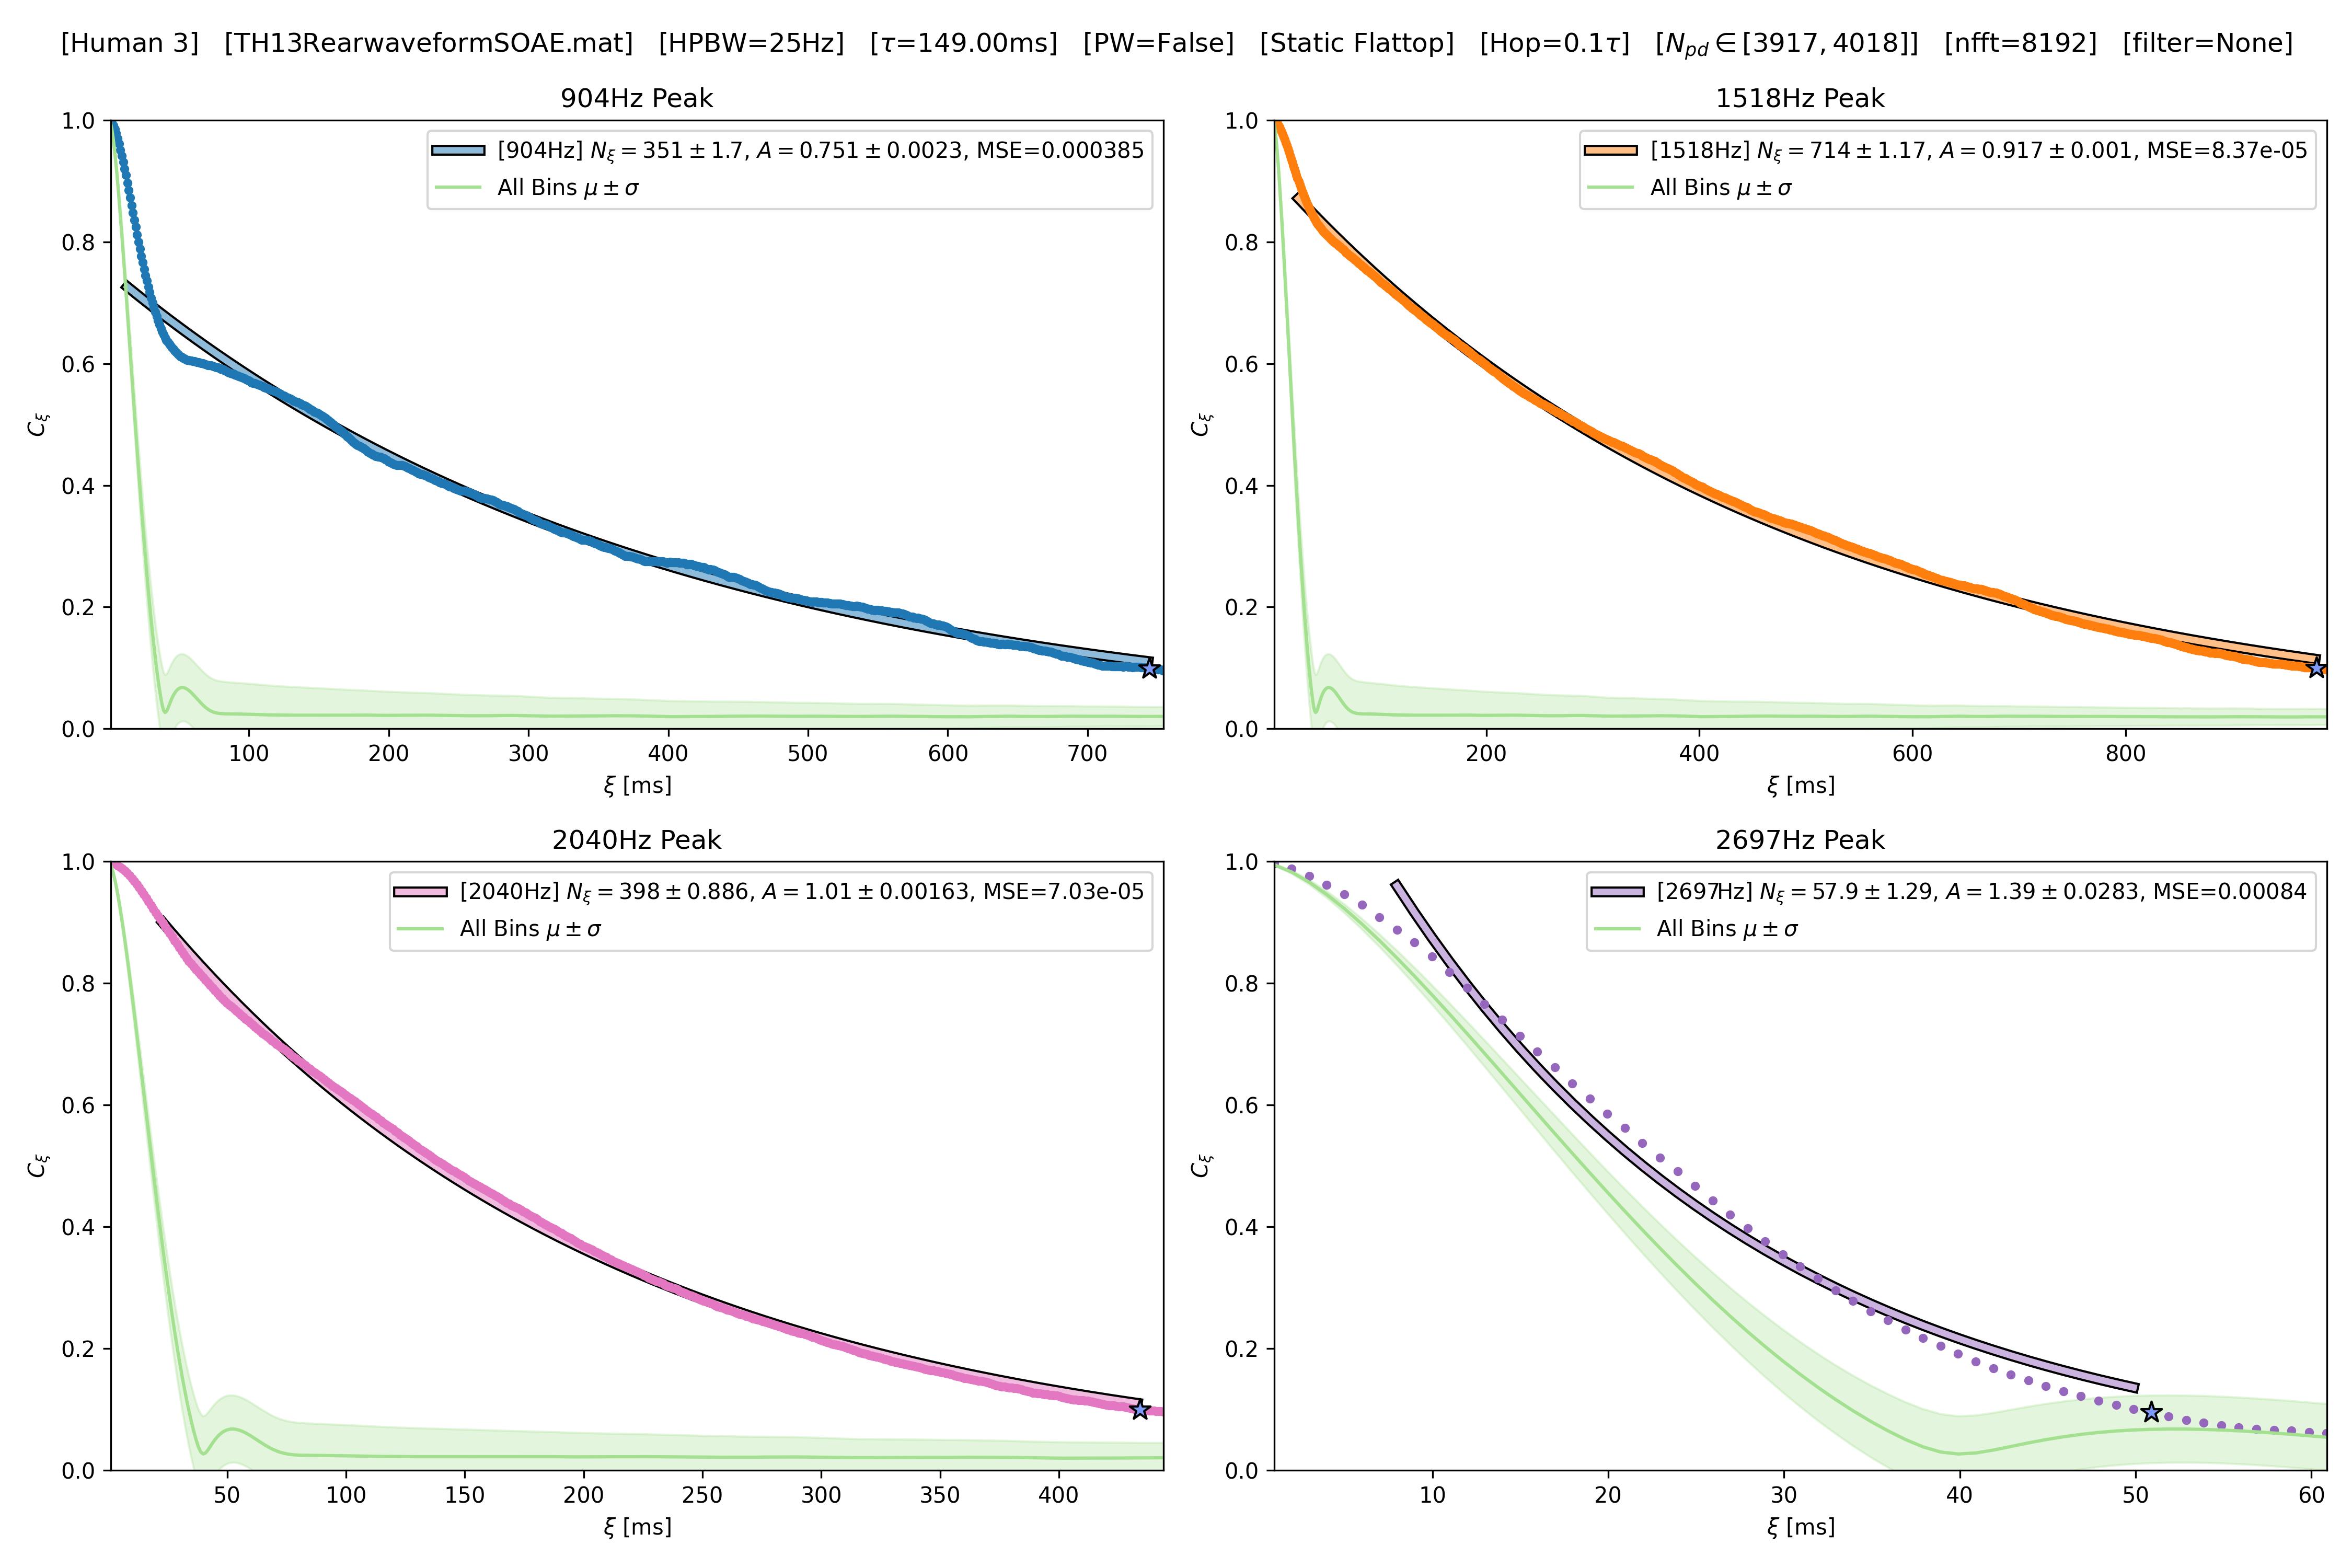 [Human 3] [TH13RearwaveformSOAE.mat] [HPBW=25Hz] [τ=149.00ms] [PW=False] [Static Flattop] [Hop=0.1τ] [N_pd ∈ [3917, 4018]] [nfft=8192] [filter=None]
904Hz Peak
[904Hz] N_ξ = 351 ± 1.7, A = 0.751 ± 0.0023, MSE=0.000385
All Bins μ ± σ
1.0
0.8
0.6
0.4
0.2
0.0
C_ξ
100 200 300 400 500 600 700
ξ [ms]
1518Hz Peak
[1518Hz] N_ξ = 714 ± 1.17, A = 0.917 ± 0.001, MSE=8.37e-05
All Bins μ ± σ
1.0
0.8
0.6
0.4
0.2
0.0
C_ξ
200 400 600 800
ξ [ms]
2040Hz Peak
[2040Hz] N_ξ = 398 ± 0.886, A = 1.01 ± 0.00163, MSE=7.03e-05
All Bins μ ± σ
1.0
0.8
0.6
0.4
0.2
0.0
C_ξ
50 100 150 200 250 300 350 400
ξ [ms]
2697Hz Peak
[2697Hz] N_ξ = 57.9 ± 1.29, A = 1.39 ± 0.0283, MSE=0.00084
All Bins μ ± σ
1.0
0.8
0.6
0.4
0.2
0.0
C_ξ
10 20 30 40 50 60
ξ [ms]